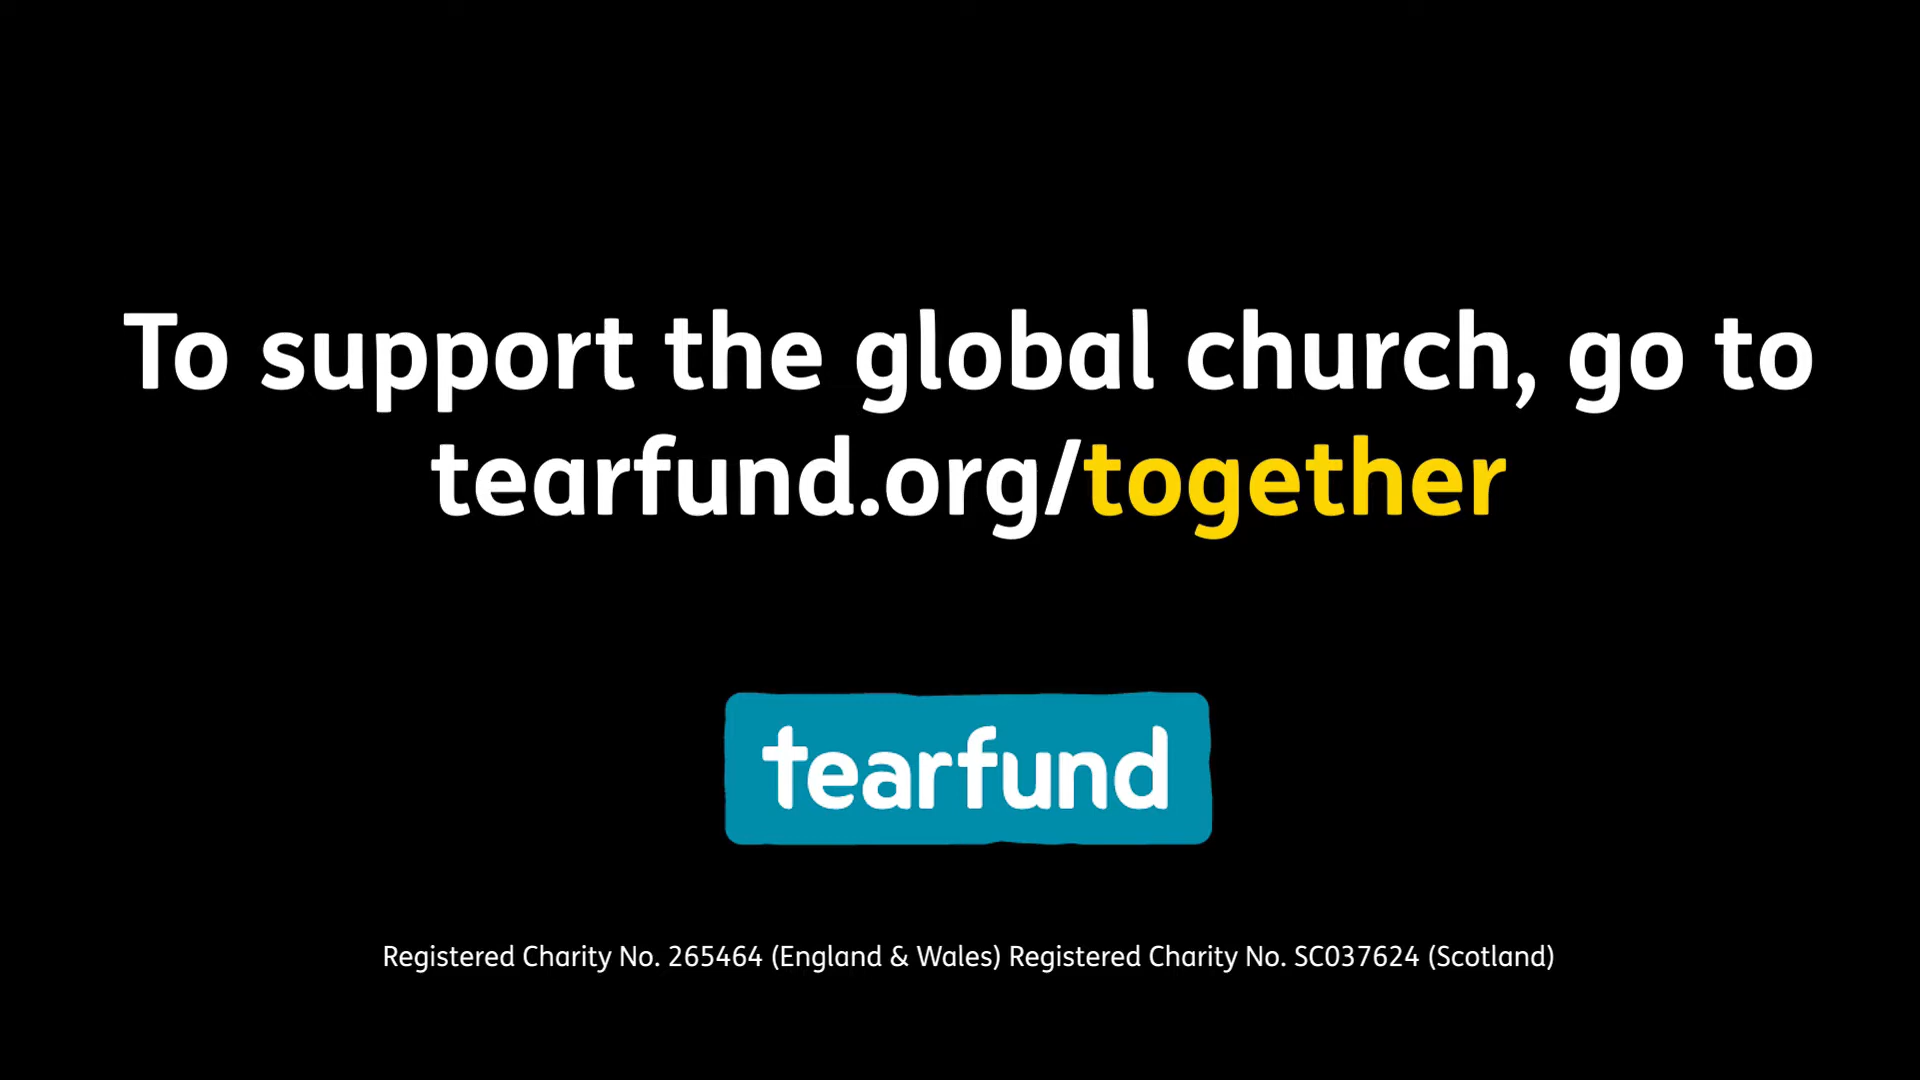 To support the global church, go to
tearfund.org/together
tearfund
Registered Charity No. 265464 (England & Wales) Registered Charity No. SC037624 (Scotland)